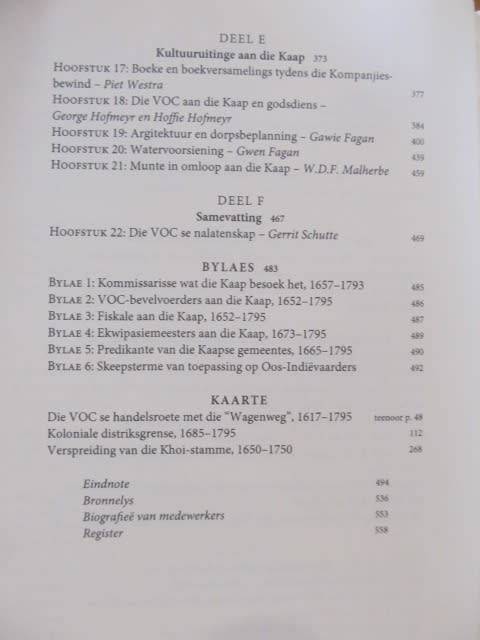 DEEL E
Kultuuruitinge aan die Kaap 373
HOOFSTUK 17: Boeke en boekversamelings tydens die Kompanjies-
bewind – Piet Westra 377
HOOFSTUK 18: Die VOC aan die Kaap en godsdiens –
George Hofmeyr en Hoffie Hofmeyr 384
HOOFSTUK 19: Argitektuur en dorpsbeplanning – Gawie Fagan 400
HOOFSTUK 20: Watervoorsiening – Gwen Fagan 439
HOOFSTUK 21: Munte in omloop aan die Kaap – W.D.F. Malherbe 459
DEEL F
Samevatting 467
HOOFSTUK 22: Die VOC se nalatenskap – Gerrit Schutte 469
BYLAES 483
BYLAE 1: Kommissarisse wat die Kaap besoek het, 1657–1793 485
BYLAE 2: VOC-bevelvoerders aan die Kaap, 1652–1795 486
BYLAE 3: Fiskale aan die Kaap, 1652–1795 487
BYLAE 4: Ekwipasiemeesters aan die Kaap, 1673–1795 489
BYLAE 5: Predikante van die Kaapse gemeentes, 1665–1795 490
BYLAE 6: Skeepsterme van toepassing op Oos-Indiëvaarders 492
KAARTE
Die VOC se handelsroete met die "Wagenweg", 1617–1795 teenoor p. 48
Koloniale distriksgrense, 1685–1795 112
Verspreiding van die Khoi-stamme, 1650–1750 268
Eindnote 494
Bronnelys 536
Biografieë van medewerkers 553
Register 558